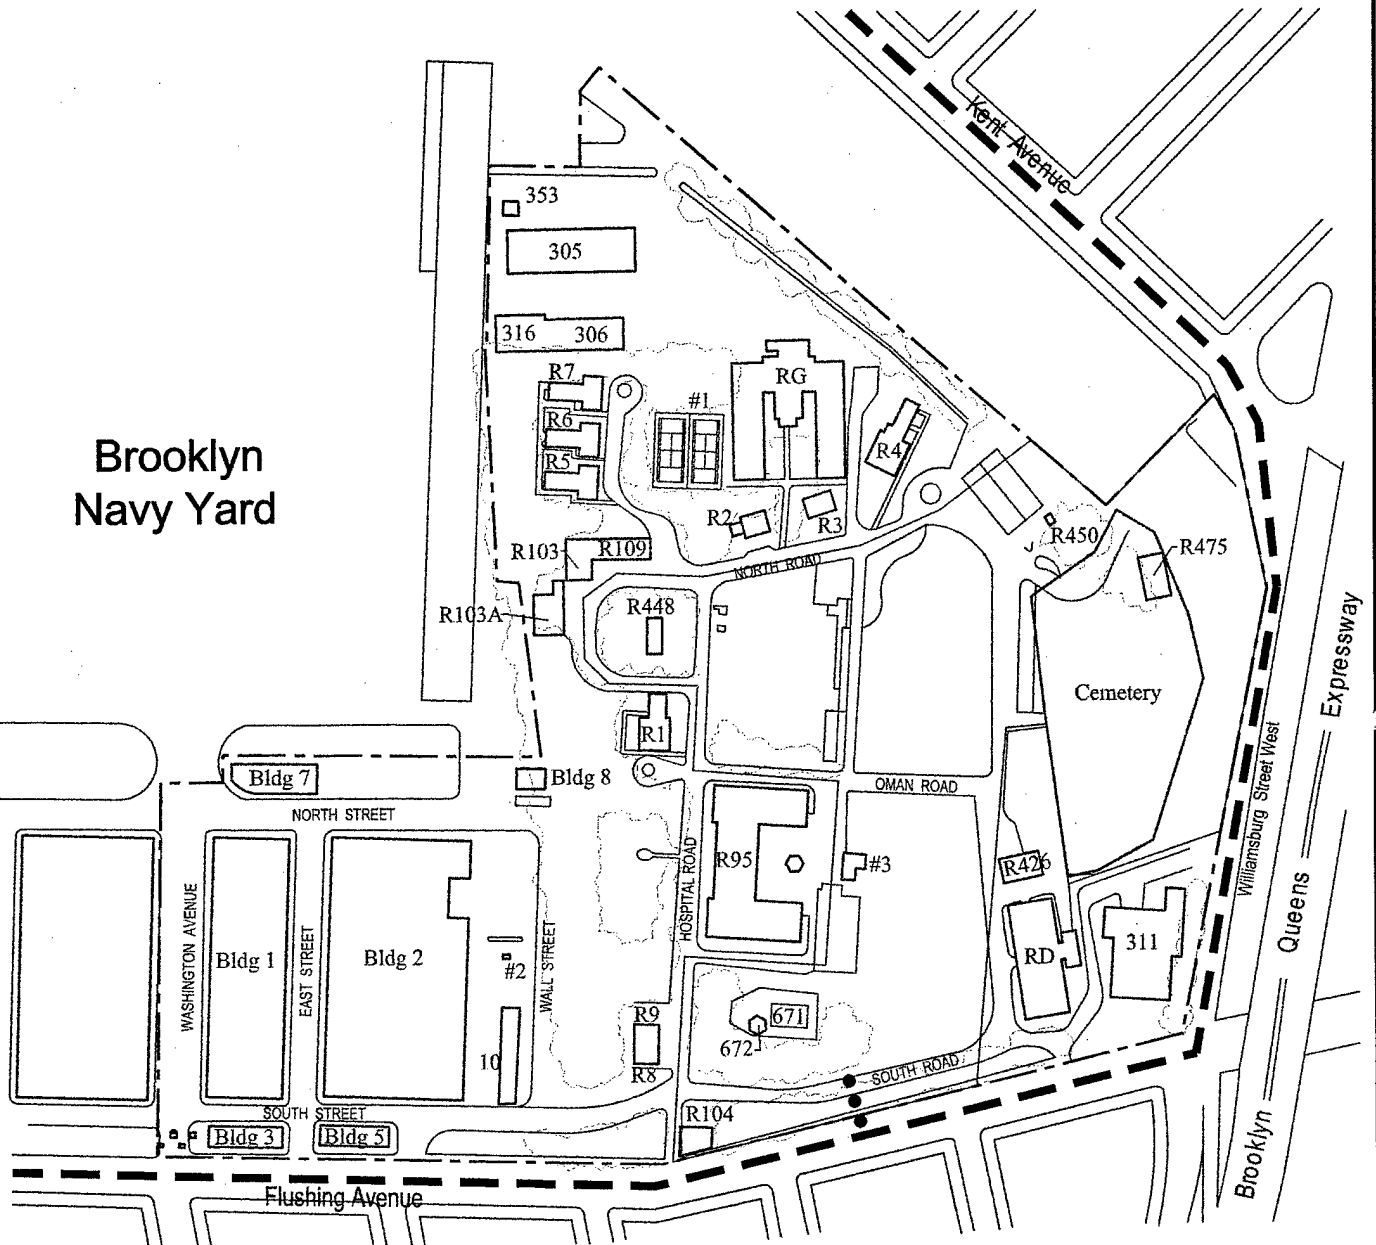 Kent Avenue
353
305
316
306
R7
R6
R5
#1
RG
R4
R2
R3
Brooklyn
Navy Yard
R103
R109
NORTH ROAD
R450
R475
R103A
R448
Cemetery
R1
Bldg 7
Bldg 8
OMAN ROAD
NORTH STREET
WASHINGTON AVENUE
EAST STREET
WALL STREET
HOSPITAL ROAD
R95
#3
R426
Williamsburg Street West
Brooklyn Queens Expressway
Bldg 1
Bldg 2
#2
RD
311
10
R9
R8
671
672
SOUTH ROAD
SOUTH STREET
R104
Bldg 3
Bldg 5
Flushing Avenue